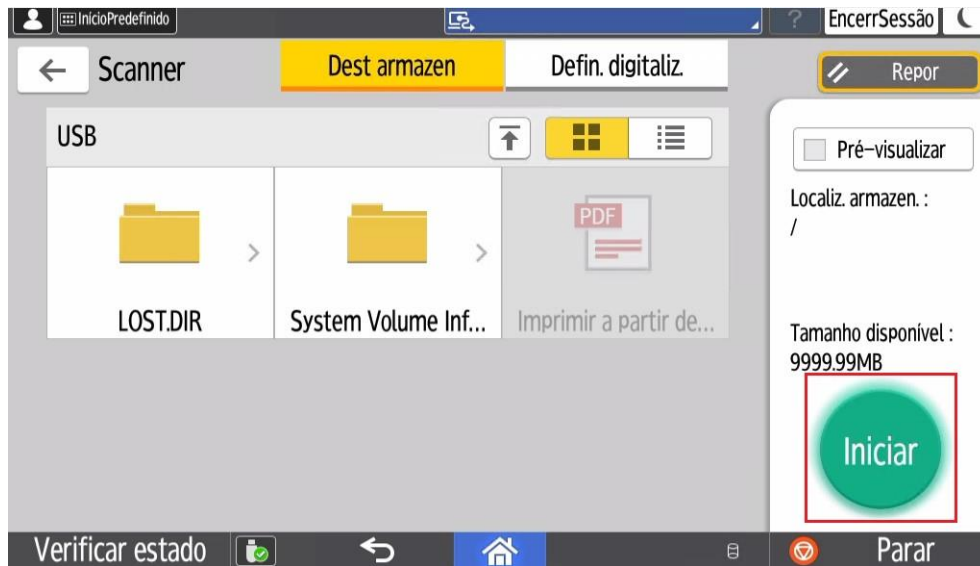 InicioPredefinido
? EncerrSessão
← Scanner
Dest armazen
Defin. digitaliz.
Repor
USB
Pré-visualizar
Localiz. armazen. :
/
LOST.DIR
System Volume Inf...
PDF
Imprimir a partir de...
Tamanho disponível :
9999.99MB
Iniciar
Verificar estado
Parar